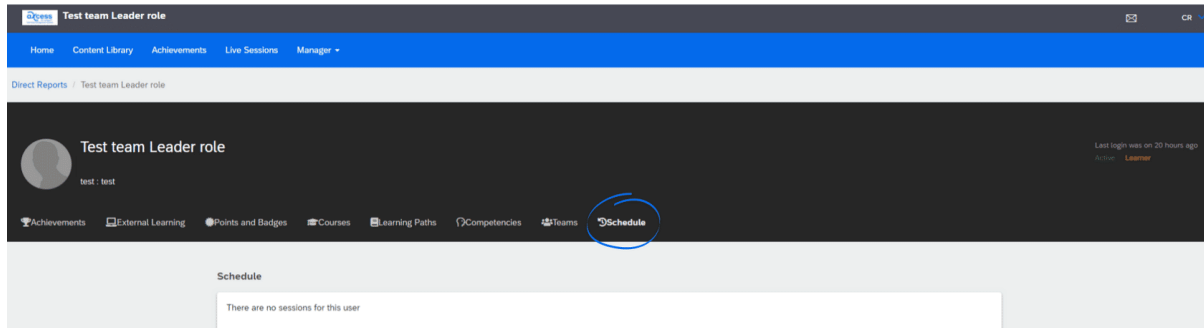 axcess Test team Leader role CR
Home Content Library Achievements Live Sessions Manager
Direct Reports / Test team Leader role
Test team Leader role
Last login was on 20 hours ago
Active Learner
test : test
Achievements External Learning Points and Badges Courses Learning Paths Competencies Teams Schedule
Schedule
There are no sessions for this user